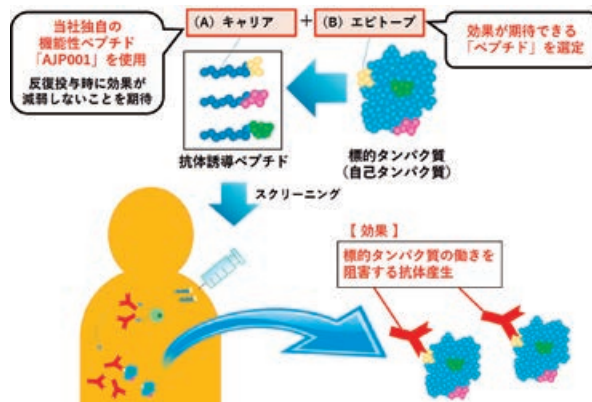 当社独自の
機能性ペプチド
「AJP001」を使用
反復投与時に効果が
減弱しないことを期待
(A) キャリア
+
(B) エピトープ
効果が期待できる
「ペプチド」を選定
抗体誘導ペプチド
標的タンパク質
(自己タンパク質)
スクリーニング
【 効果 】
標的タンパク質の働きを
阻害する抗体産生